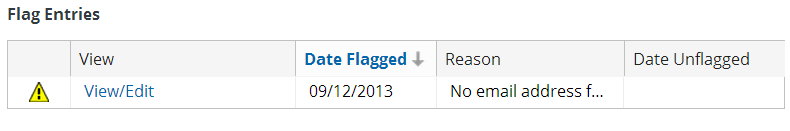 Flag Entries
View Date Flagged Reason Date Unflagged
View/Edit 09/12/2013 No email address f...